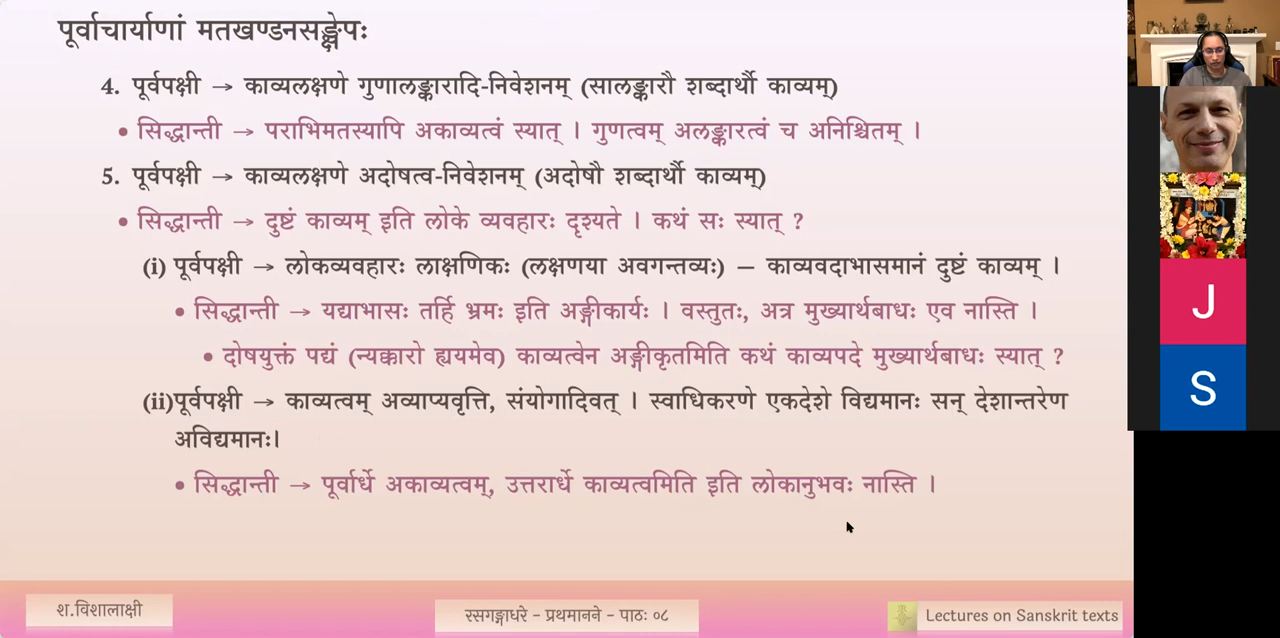 पूर्वाचार्याणां मतखण्डनसङ्क्षेपः
4. पूर्वपक्षी → काव्यलक्षणे गुणालङ्कारादि-निवेशनम् (सालङ्कारौ शब्दार्थौ काव्यम्)
• सिद्धान्ती → पराभिमतस्यापि अकाव्यत्वं स्यात् । गुणत्वम् अलङ्कारत्वं च अनिश्चितम् ।
5. पूर्वपक्षी → काव्यलक्षणे अदोषत्व-निवेशनम् (अदोषौ शब्दार्थौ काव्यम्)
• सिद्धान्ती → दुष्टं काव्यम् इति लोके व्यवहारः दृश्यते । कथं सः स्यात् ?
(i) पूर्वपक्षी → लोकव्यवहारः लाक्षणिकः (लक्षणया अवगन्तव्यः) – काव्यवदाभासमानं दुष्टं काव्यम् ।
• सिद्धान्ती → यद्याभासः तर्हि भ्रमः इति अङ्गीकार्यः । वस्तुतः, अत्र मुख्यार्थबाधः एव नास्ति ।
• दोषयुक्तं पद्यं (न्यक्कारो ह्ययमेव) काव्यत्वेन अङ्गीकृतमिति कथं काव्यपदे मुख्यार्थबाधः स्यात् ?
(ii)पूर्वपक्षी → काव्यत्वम् अव्याप्यवृत्ति, संयोगादिवत् । स्वाधिकरणे एकदेशे विद्यमानः सन् देशान्तरेण
अविद्यमानः।
• सिद्धान्ती → पूर्वार्धे अकाव्यत्वम्, उत्तरार्धे काव्यत्वमिति इति लोकानुभवः नास्ति ।
श.विशालाक्षी
रसगङ्गाधरे – प्रथमानने – पाठः ०८
Lectures on Sanskrit texts
J
S